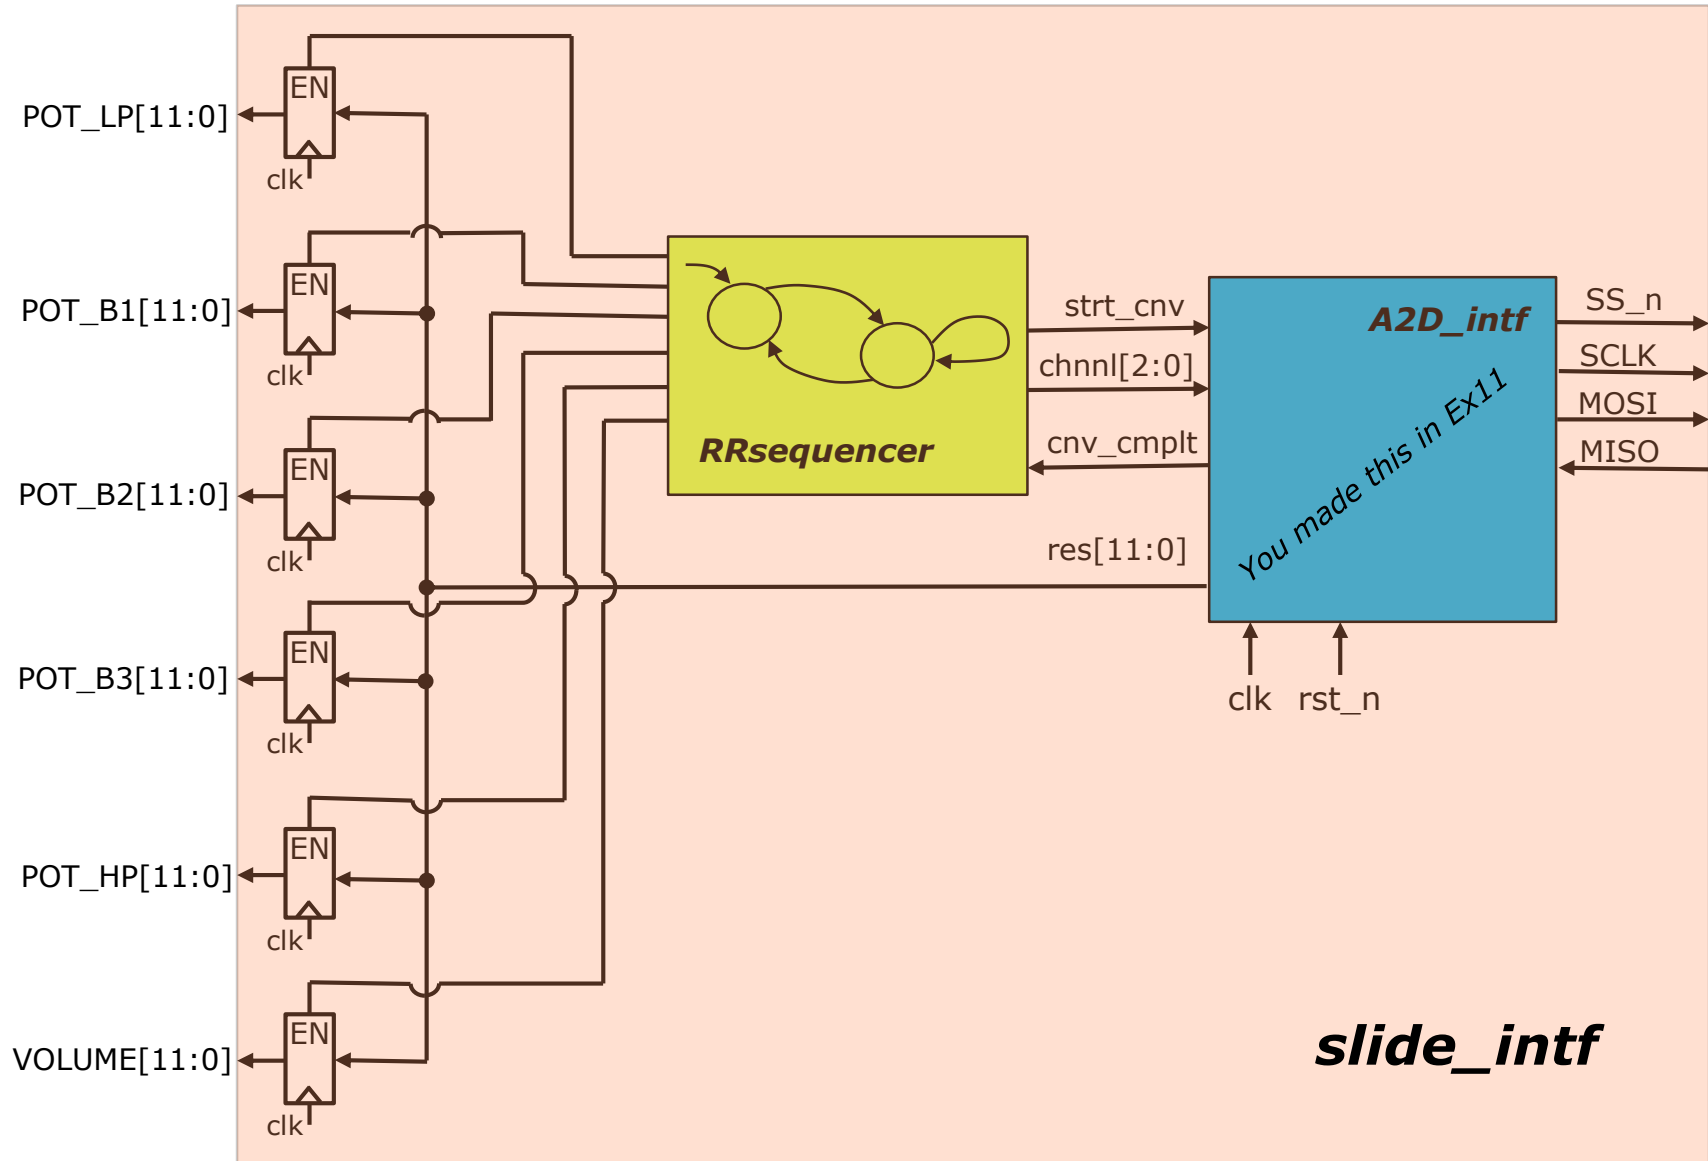 POT_LP[11:0]
EN
clk
POT_B1[11:0]
EN
clk
POT_B2[11:0]
EN
clk
POT_B3[11:0]
EN
clk
POT_HP[11:0]
EN
clk
VOLUME[11:0]
EN
clk
RRsequencer
strt_cnv
chnnl[2:0]
cnv_cmplt
res[11:0]
A2D_intf
You made this in Ex11
clk
rst_n
SS_n
SCLK
MOSI
MISO
slide_intf